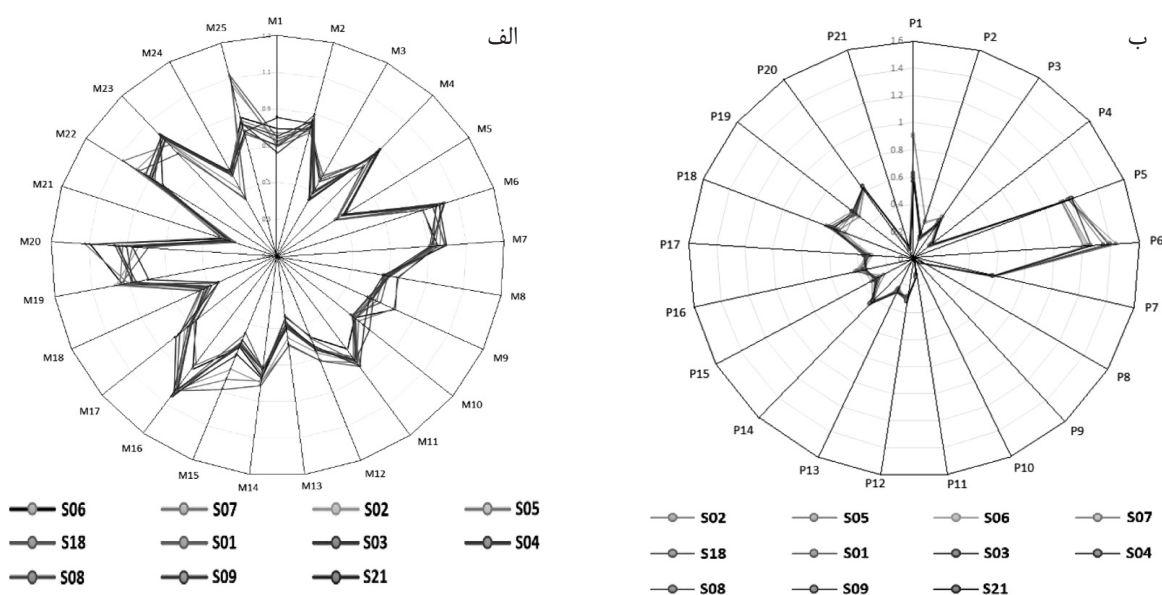 الف
M1
M2
M3
M4
M5
M6
M7
M8
M9
M10
M11
M12
M13
M14
M15
M16
M17
M18
M19
M20
M21
M22
M23
M24
M25
1.1
S06 S07 S02 S05
S18 S01 S03 S04
S08 S09 S21
ب
P1
P2
P3
P4
P5
P6
P7
P8
P9
P10
P11
P12
P13
P14
P15
P16
P17
P18
P19
P20
P21
1.6
1.4
1.2
1
0.8
0.6
0.4
S02 S05 S06 S07
S18 S01 S03 S04
S08 S09 S21